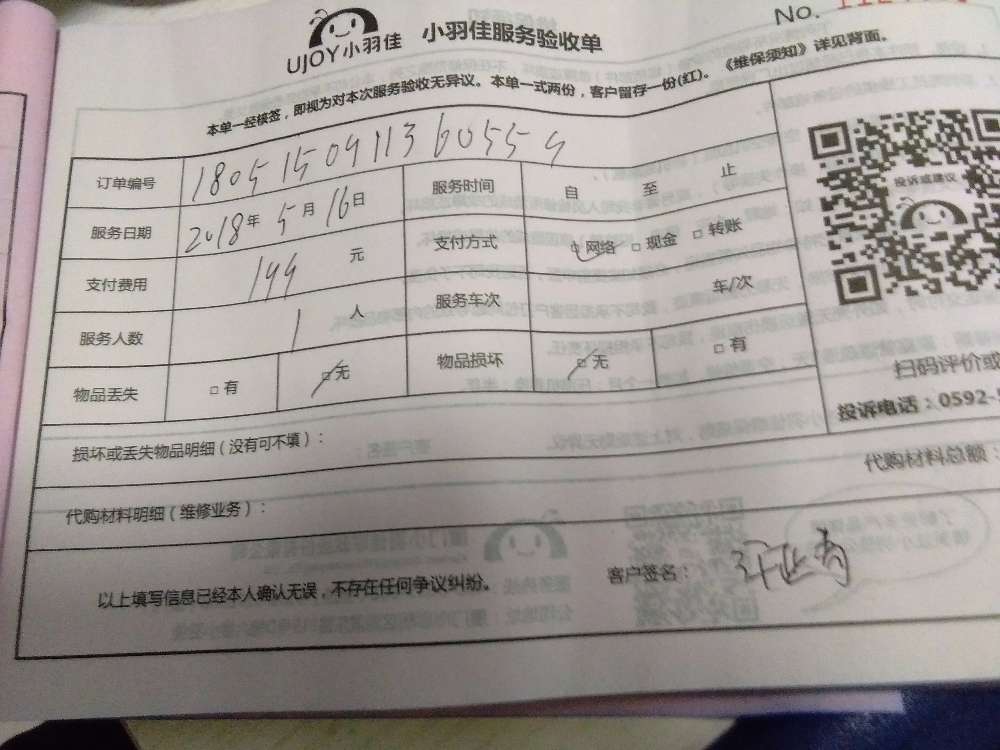 No.
UJOY小羽佳 小羽佳服务验收单
本单一经核签，即视为对本次服务验收无异议。本单一式两份，客户留存一份(红)。《维保须知》详见背面。
订单编号 180515091136055
服务日期 2018年5月16日 服务时间 自 至 止
支付费用 199 元 支付方式 □网络 □现金 □转账
服务人数 1 人 服务车次 车/次
物品丢失 □有 □无 物品损坏 □无 □有
投诉或建议
扫码评价或
投诉电话：0592-
损坏或丢失物品明细（没有可不填）：
代购材料明细（维修业务）： 代购材料总额：
以上填写信息已经本人确认无误，不存在任何争议纠纷。 客户签名：